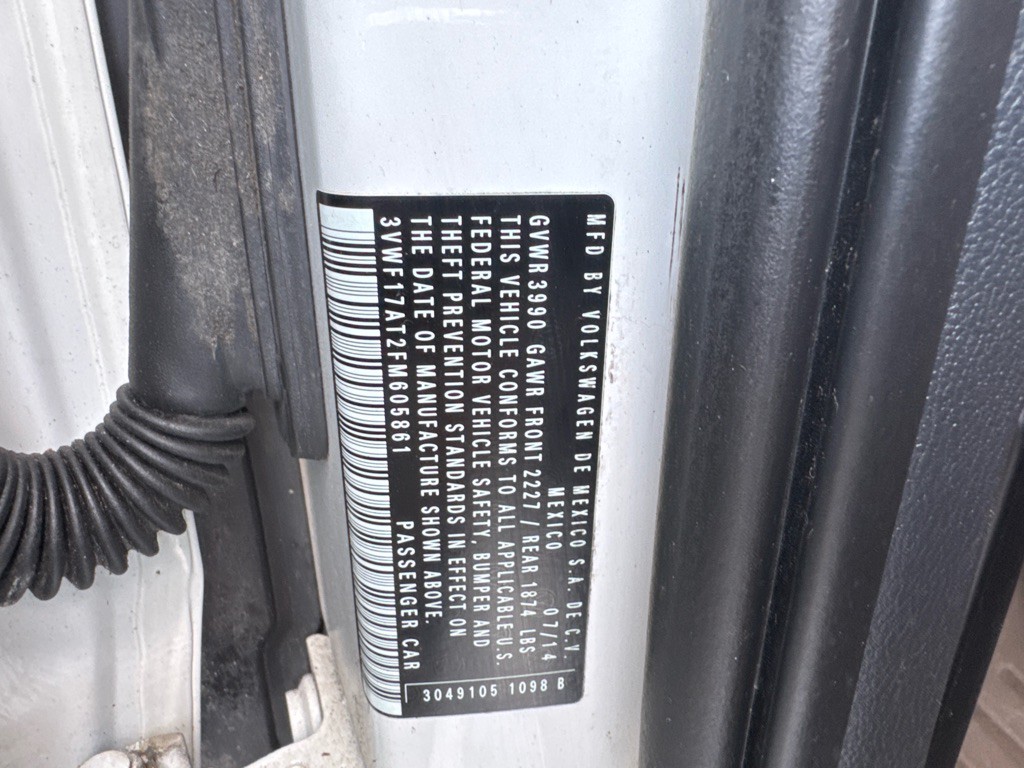 MFD BY VOLKSWAGEN DE MEXICO S.A. DE C.V
MEXICO 07/14
GVWR 3990 GAWR FRONT 2227 / REAR 1874 LBS
THIS VEHICLE CONFORMS TO ALL APPLICABLE U.S.
FEDERAL MOTOR VEHICLE SAFETY, BUMPER AND
THEFT PREVENTION STANDARDS IN EFFECT ON
THE DATE OF MANUFACTURE SHOWN ABOVE.
3VWF17AT2FM605861 PASSENGER CAR
3049105 1098 B